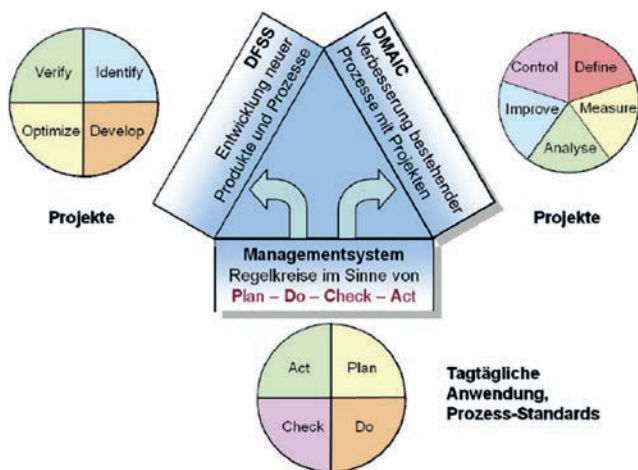 Verify
Identify
Optimize
Develop
Projekte
DFSS
Entwicklung neuer
Produkte und Prozesse
DMAIC
Verbesserung bestehender
Prozesse mit Projekten
Control
Define
Improve
Measure
Analyse
Projekte
Managementsystem
Regelkreise im Sinne von
Plan – Do – Check – Act
Act
Plan
Check
Do
Tagtägliche
Anwendung,
Prozess-Standards